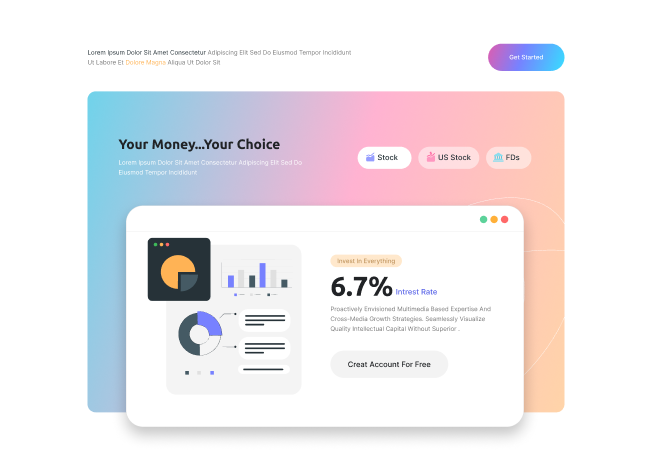 Lorem Ipsum Dolor Sit Amet Consectetur Adipiscing Elit Sed Do Eiusmod Tempor Incididunt
Ut Labore Et Dolore Magna Aliqua Ut Dolor Sit
Get Started
Your Money...Your Choice
Lorem Ipsum Dolor Sit Amet Consectetur Adipiscing Elit Sed Do
Eiusmod Tempor Incididunt
Stock
US Stock
FDs
Invest In Everything
6.7% Intrest Rate
Proactively Envisioned Multimedia Based Expertise And
Cross-Media Growth Strategies. Seamlessly Visualize
Quality Intellectual Capital Without Superior .
Creat Account For Free